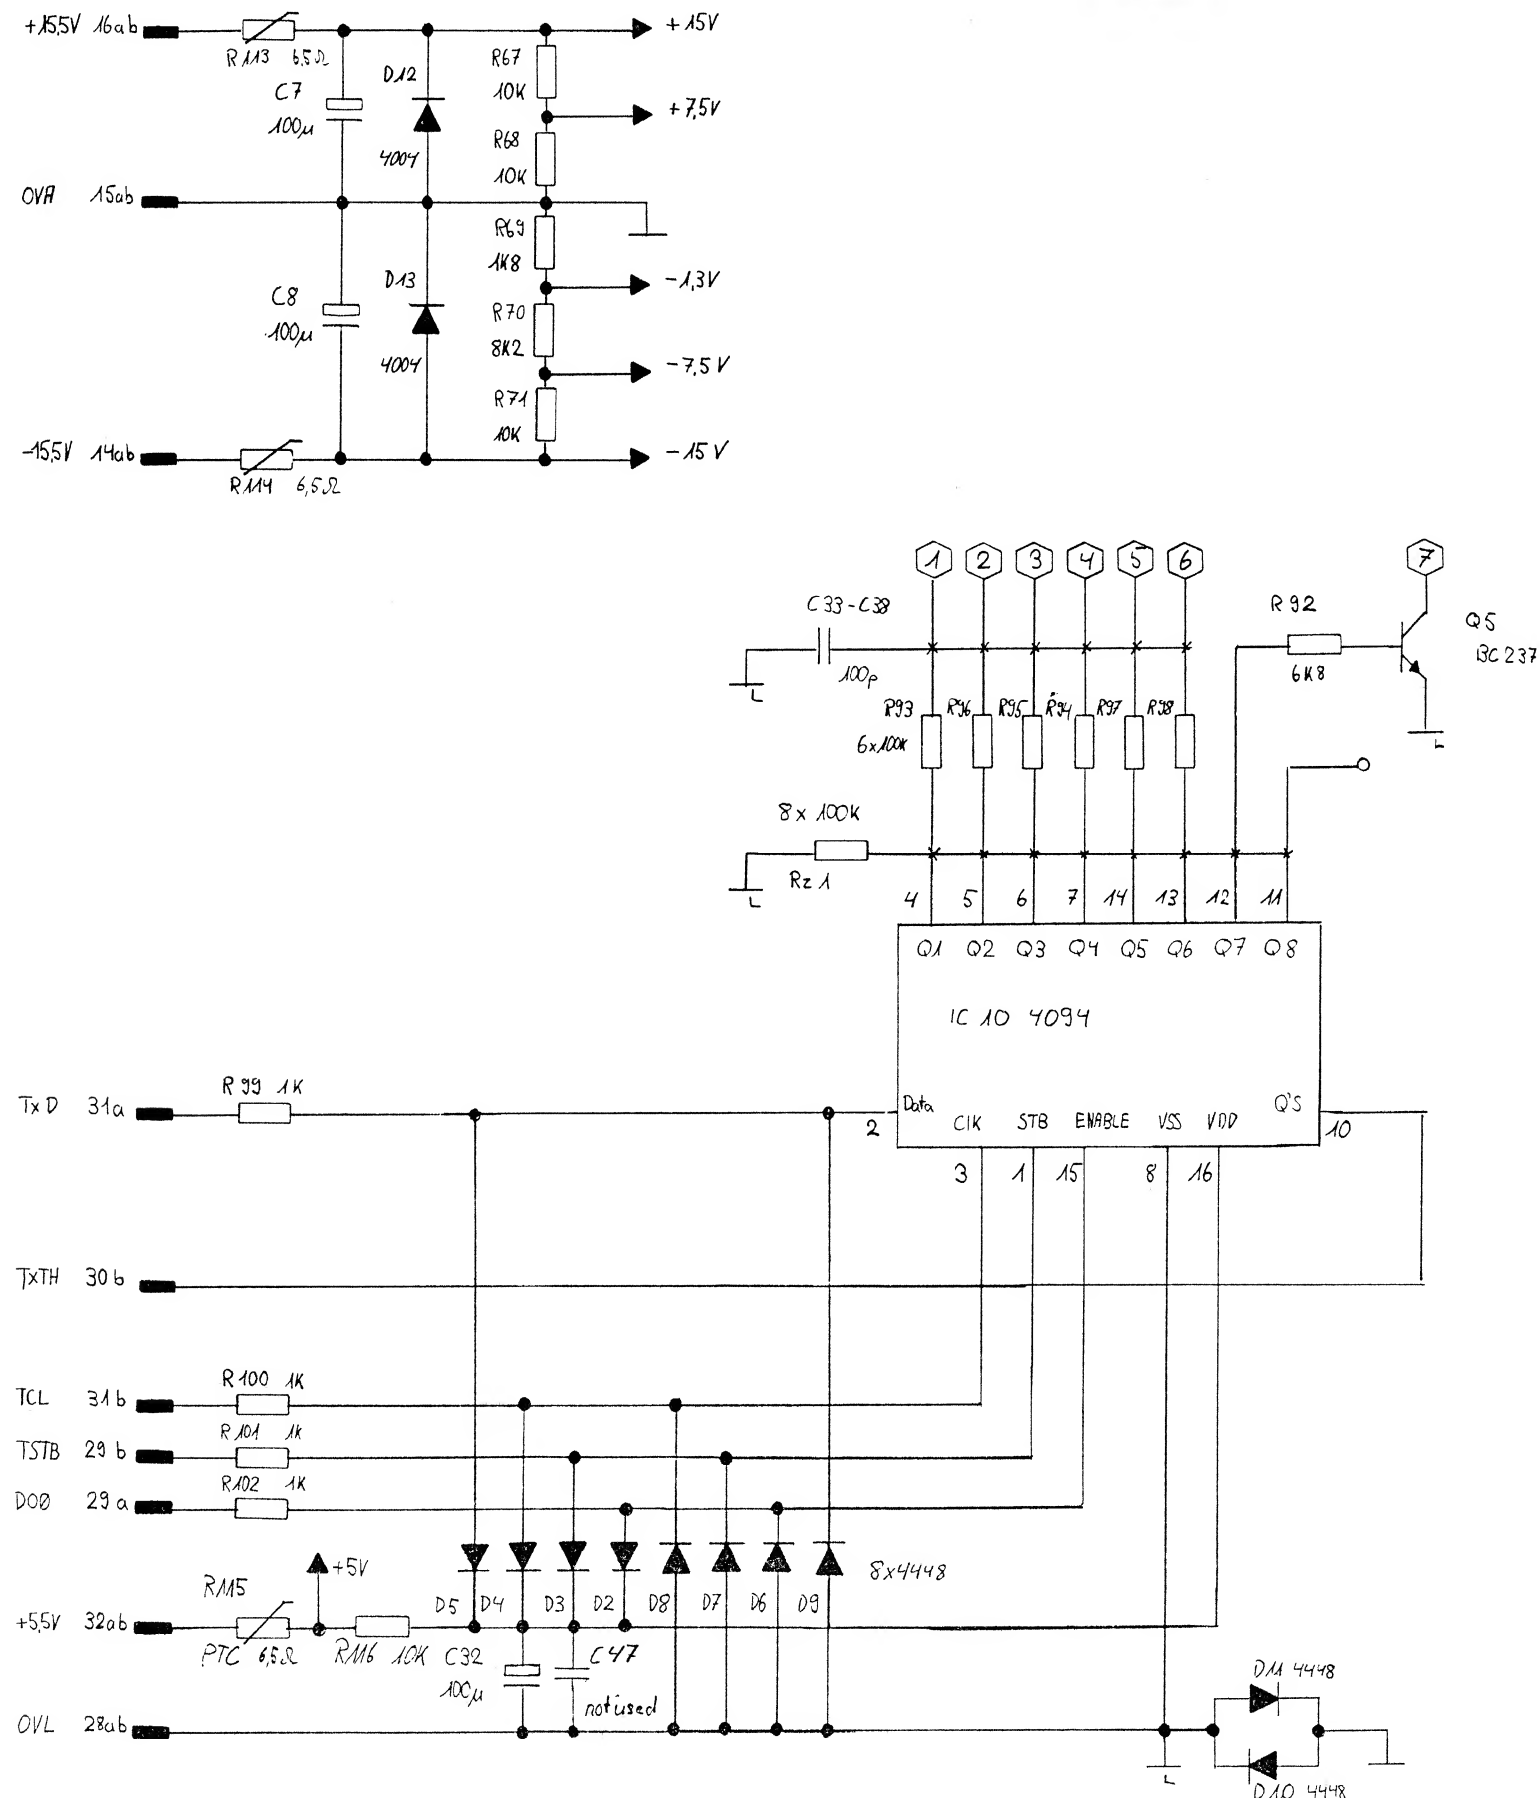 +15,5V 16ab
R113 6,5Ω
+15V
C7
100µ
D12
4004
R67
10K
+7,5V
R68
10K
0VA 15ab
R69
1K8
-1,3V
C8
100µ
D13
4004
R70
8K2
-7,5V
R71
10K
-15,5V 14ab
R114 6,5Ω
-15V
1 2 3 4 5 6 7
C33-C38
100p
L
R92
6K8
Q5
BC237
L
R93 R96 R95 R94 R97 R98
6x100K
8x 100K
Rz1
L
4 5 6 7 14 13 12 11
Q1 Q2 Q3 Q4 Q5 Q6 Q7 Q8
IC 10 4094
TxD 31a
R99 1K
2
Data
CIK STB ENABLE VSS VDD
Q'S
10
3 1 15 8 16
TxTH 30b
TCL 31b
R100 1K
TSTB 29b
R101 1K
DO0 29a
R102 1K
+5V
8x4448
R115
+5,5V 32ab
PTC 6,5Ω
R116 10K
D5 D4 D3 D2 D8 D7 D6 D9
C32
100µ
C47
not used
0VL 28ab
L
D11 4448
D10 4448